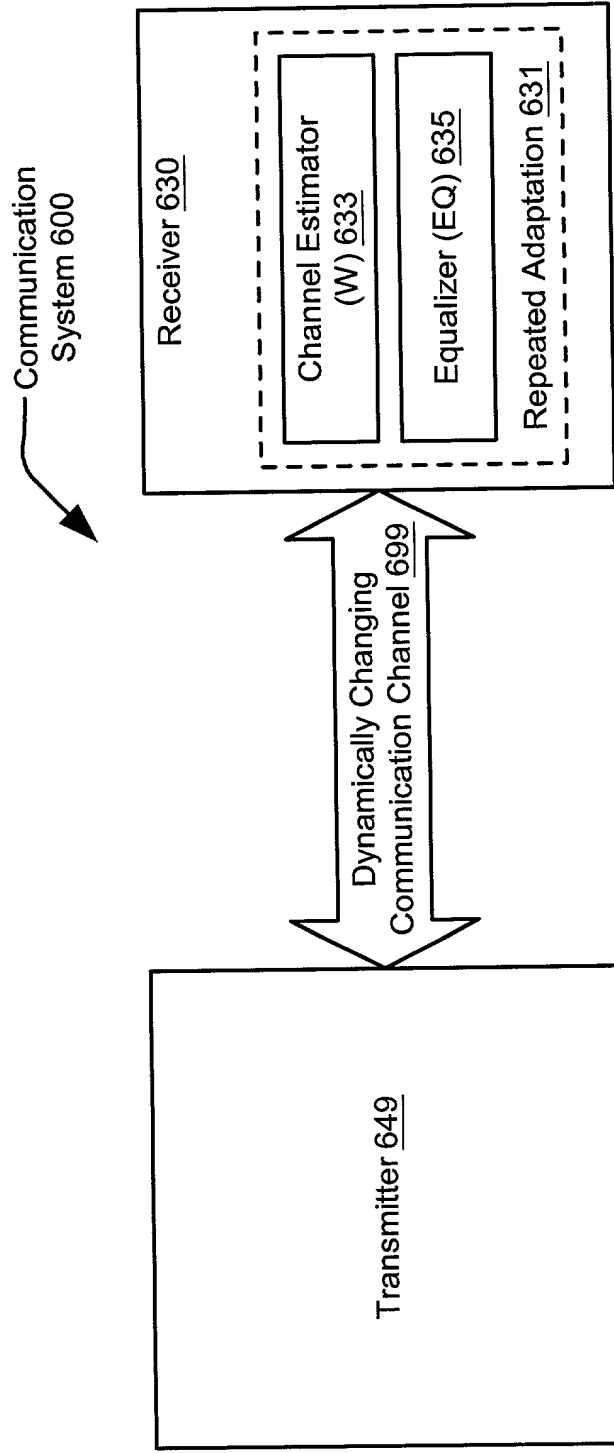 Communication
System 600
Transmitter 649
Dynamically Changing
Communication Channel 699
Receiver 630
Channel Estimator
(W) 633
Equalizer (EQ) 635
Repeated Adaptation 631